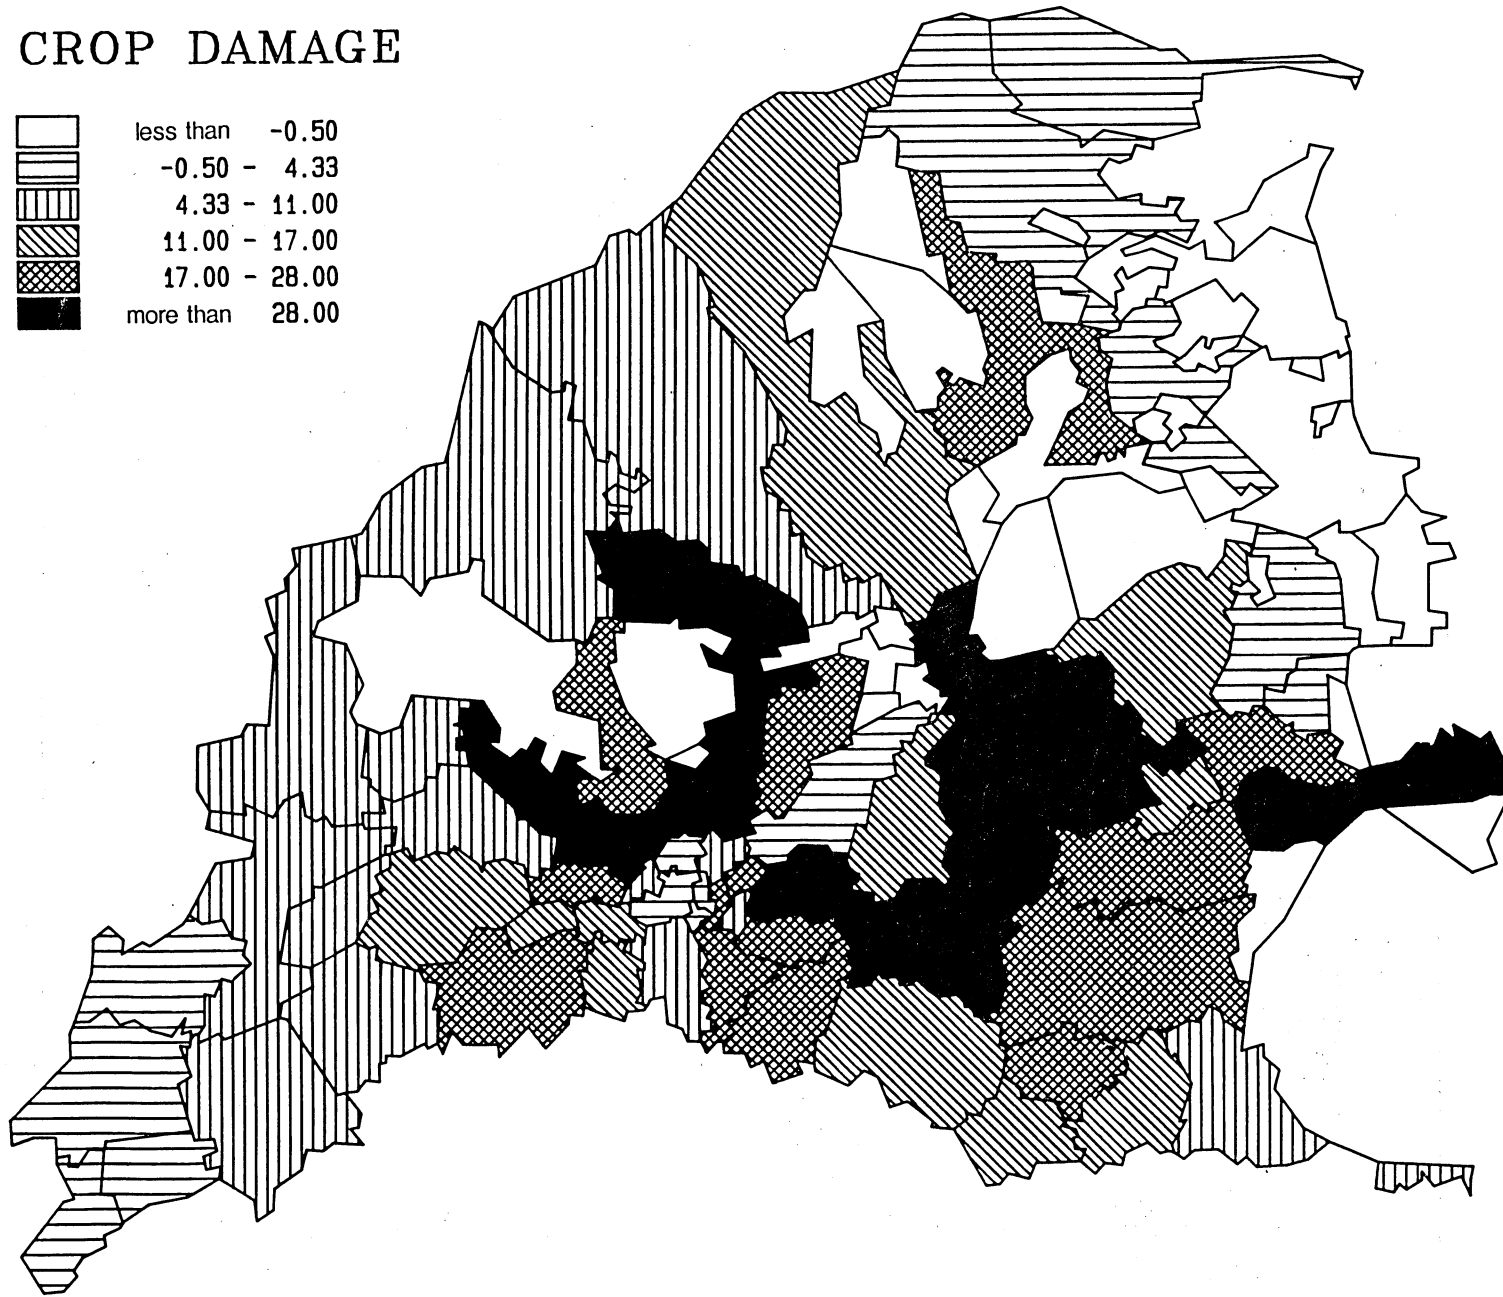 CROP DAMAGE
less than -0.50
-0.50 - 4.33
4.33 - 11.00
11.00 - 17.00
17.00 - 28.00
more than 28.00